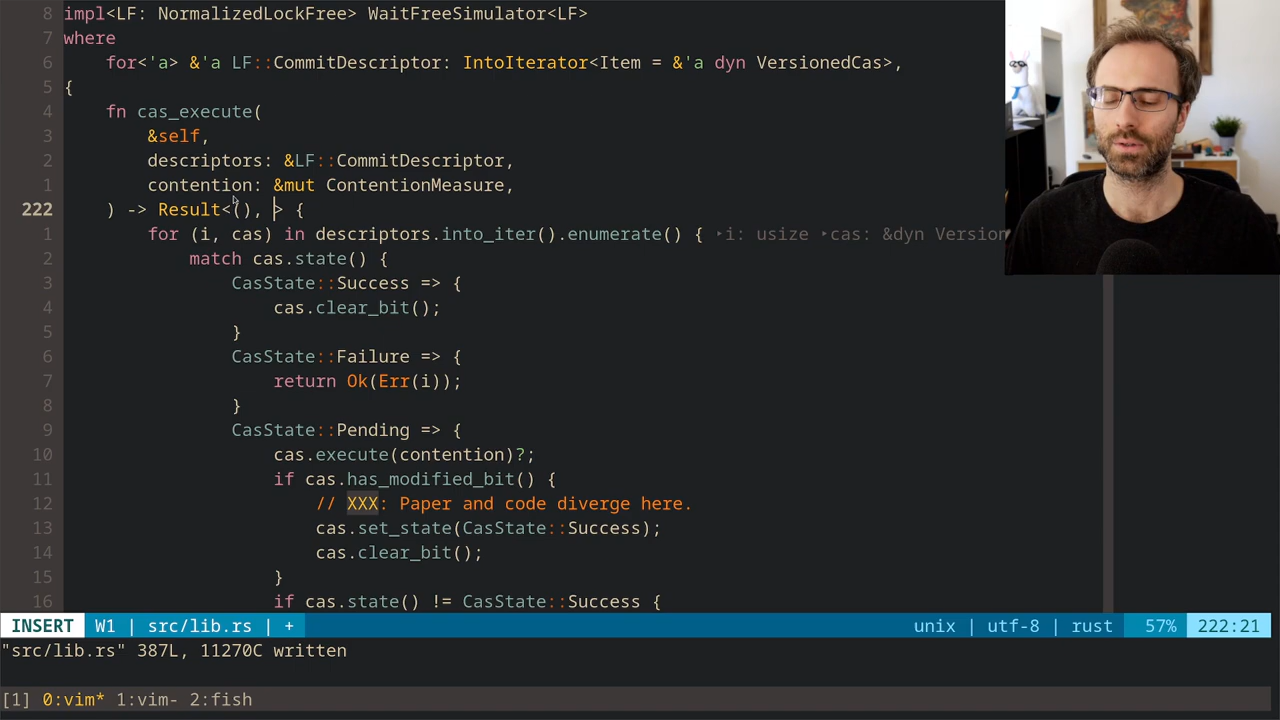 8 impl<LF: NormalizedLockFree> WaitFreeSimulator<LF>
7 where
6     for<'a> &'a LF::CommitDescriptor: IntoIterator<Item = &'a dyn VersionedCas>,
5 {
4     fn cas_execute(
3         &self,
2         descriptors: &LF::CommitDescriptor,
1         contention: &mut ContentionMeasure,
222     ) -> Result<(), > {
1         for (i, cas) in descriptors.into_iter().enumerate() { ‣i: usize ‣cas: &dyn Version
2             match cas.state() {
3                 CasState::Success => {
4                     cas.clear_bit();
5                 }
6                 CasState::Failure => {
7                     return Ok(Err(i));
8                 }
9                 CasState::Pending => {
10                     cas.execute(contention)?;
11                     if cas.has_modified_bit() {
12                         // XXX: Paper and code diverge here.
13                         cas.set_state(CasState::Success);
14                         cas.clear_bit();
15                     }
16                     if cas.state() != CasState::Success {
INSERT W1 | src/lib.rs | + unix | utf-8 | rust 57% 222:21
"src/lib.rs" 387L, 11270C written
[1] 0:vim* 1:vim- 2:fish